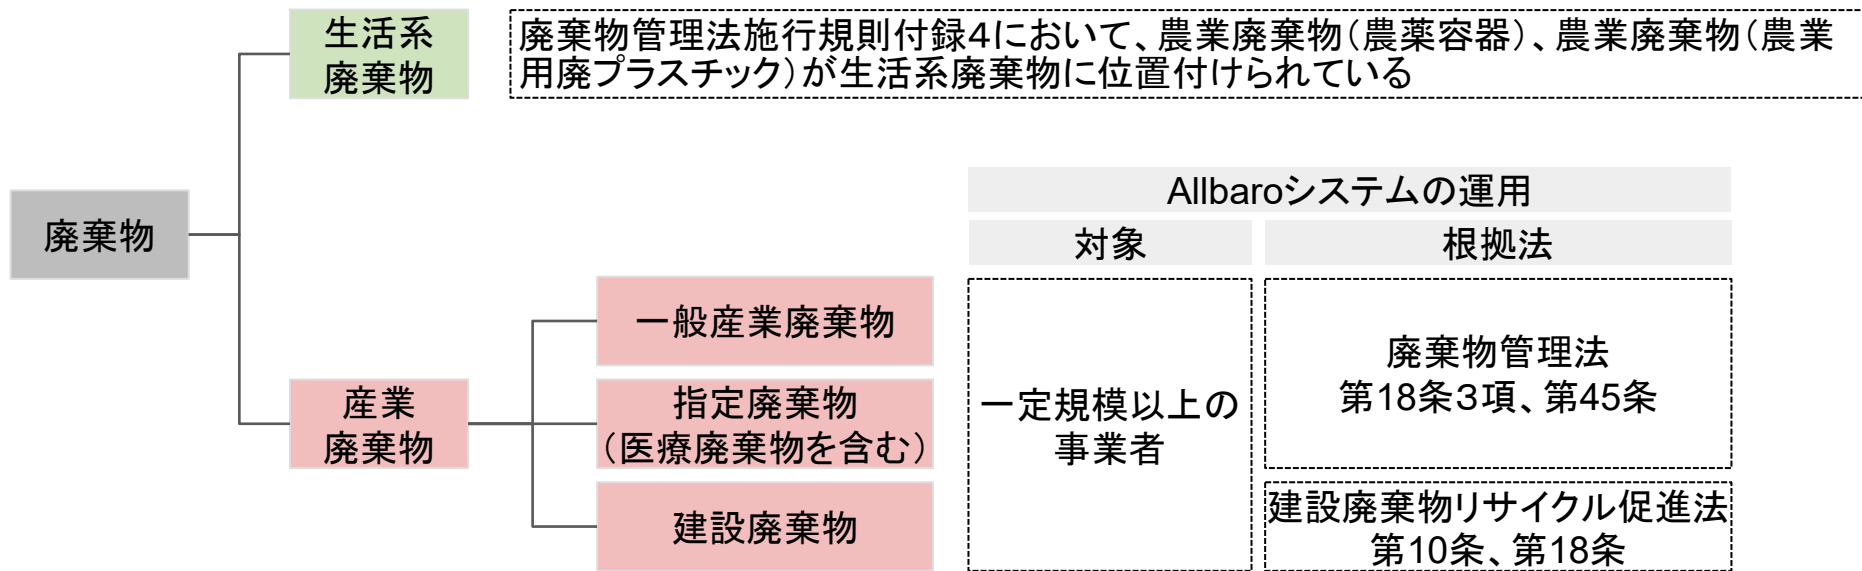 生活系
廃棄物
廃棄物管理法施行規則付録4において、農業廃棄物(農薬容器)、農業廃棄物(農業
用廃プラスチック)が生活系廃棄物に位置付けられている
廃棄物
Allbaroシステムの運用
対象
根拠法
一般産業廃棄物
産業
廃棄物
指定廃棄物
(医療廃棄物を含む)
建設廃棄物
一定規模以上の
事業者
廃棄物管理法
第18条3項、第45条
建設廃棄物リサイクル促進法
第10条、第18条